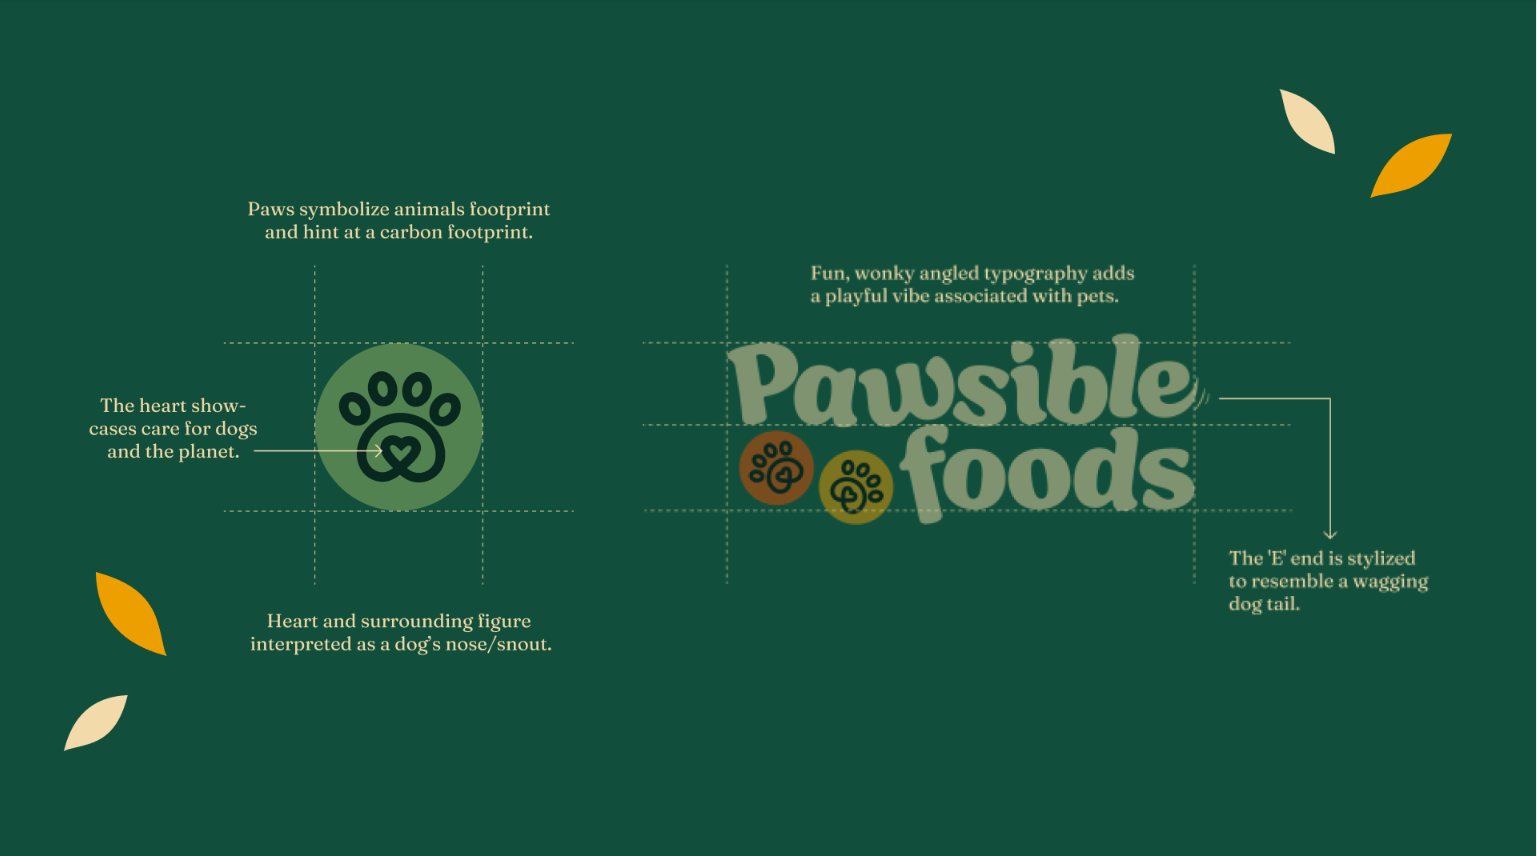 Paws symbolize animals footprint
and hint at a carbon footprint.
The heart show-
cases care for dogs
and the planet.
Heart and surrounding figure
interpreted as a dog’s nose/snout.
Fun, wonky angled typography adds
a playful vibe associated with pets.
Pawsible
foods
The 'E' end is stylized
to resemble a wagging
dog tail.